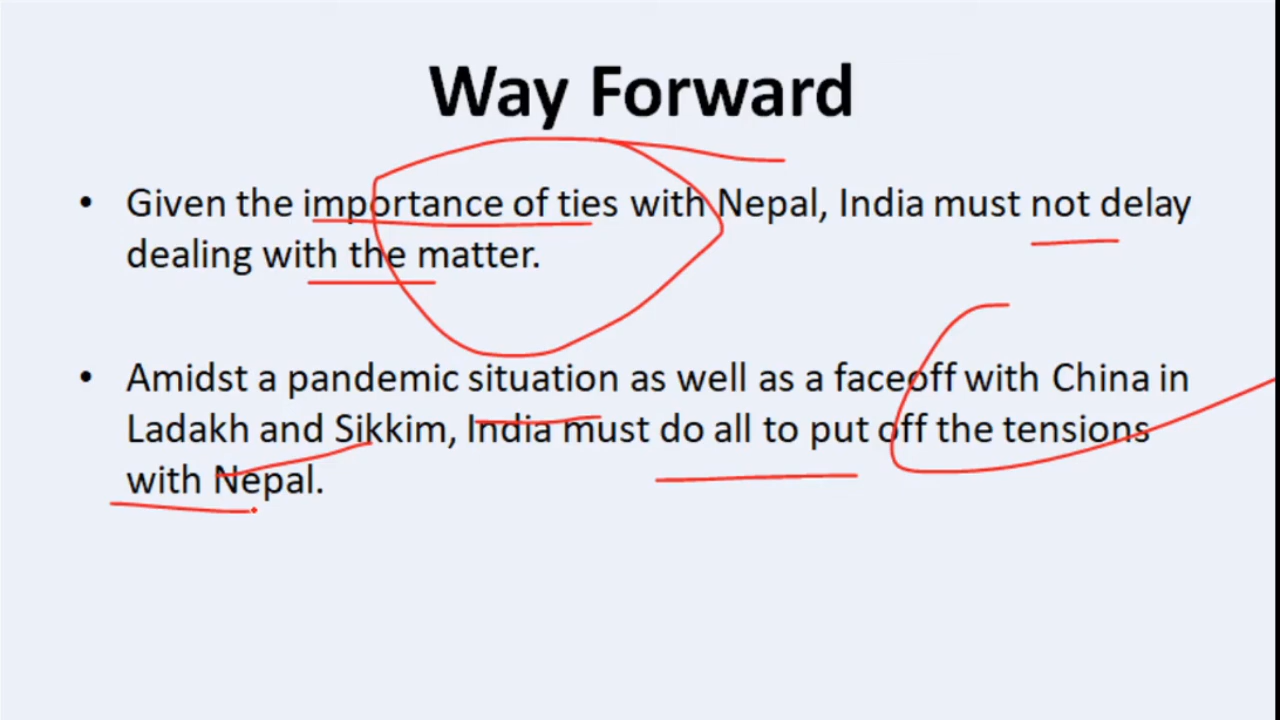 Way Forward
• Given the importance of ties with Nepal, India must not delay
dealing with the matter.
• Amidst a pandemic situation as well as a faceoff with China in
Ladakh and Sikkim, India must do all to put off the tensions
with Nepal.